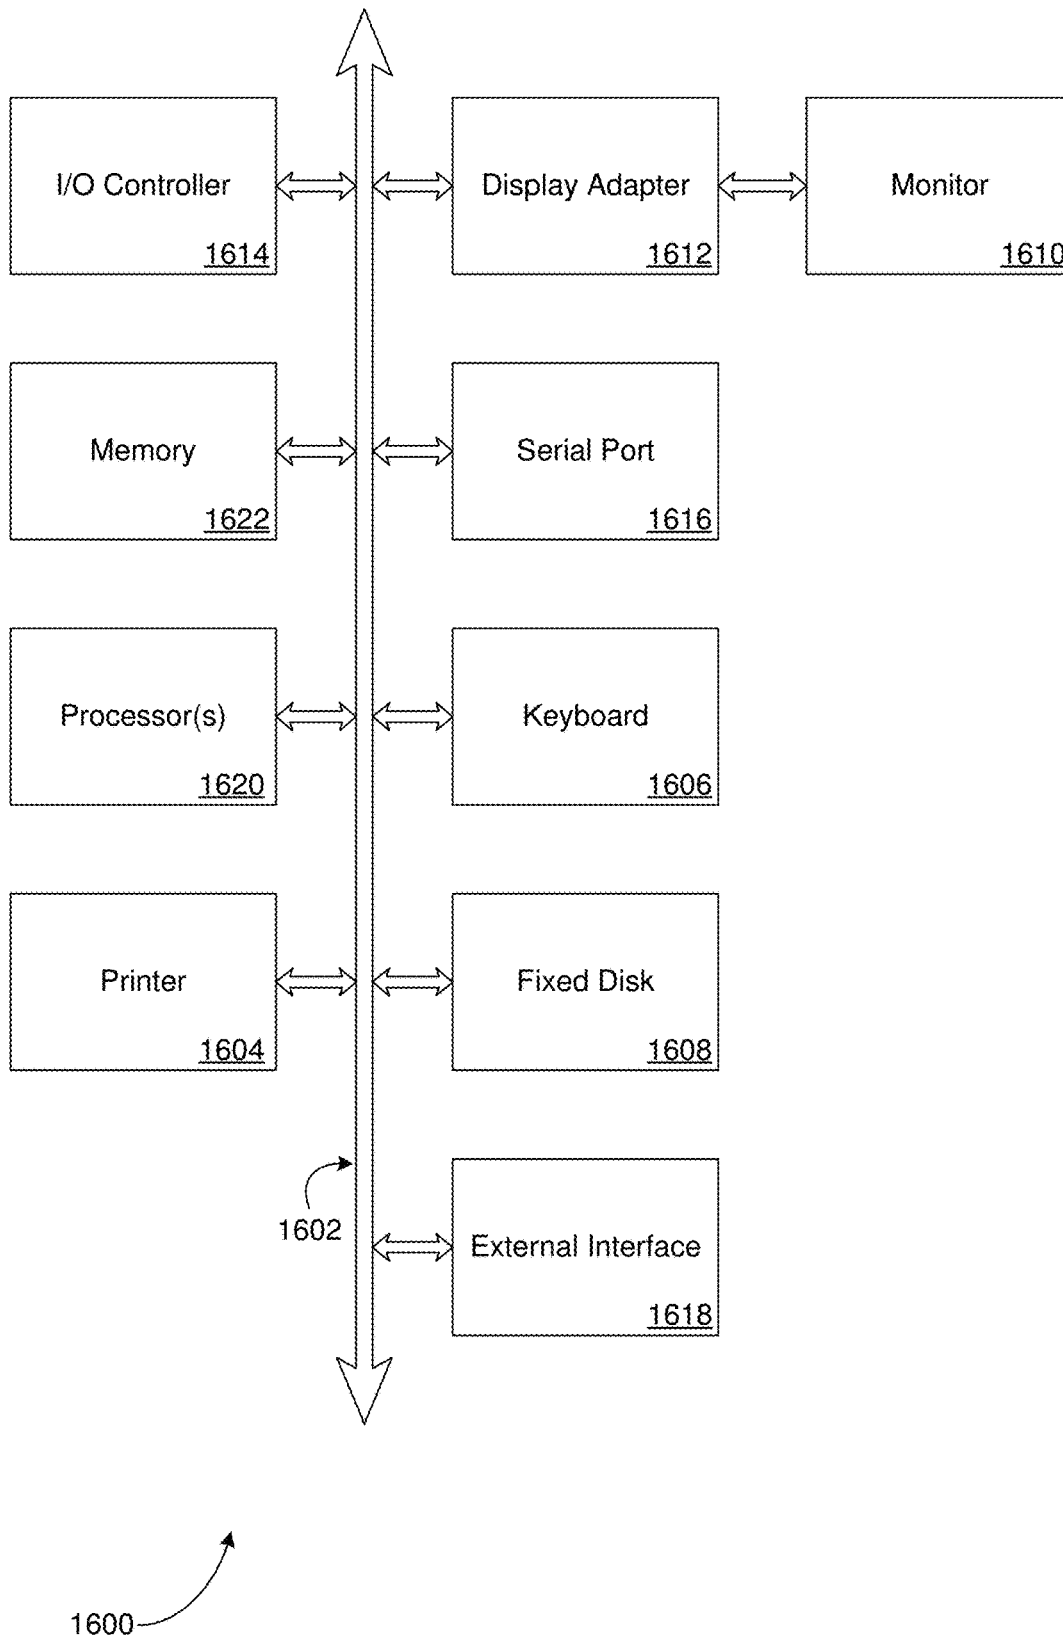 I/O Controller
1614
Display Adapter
1612
Monitor
1610
Memory
1622
Serial Port
1616
Processor(s)
1620
Keyboard
1606
Printer
1604
Fixed Disk
1608
1602
External Interface
1618
1600